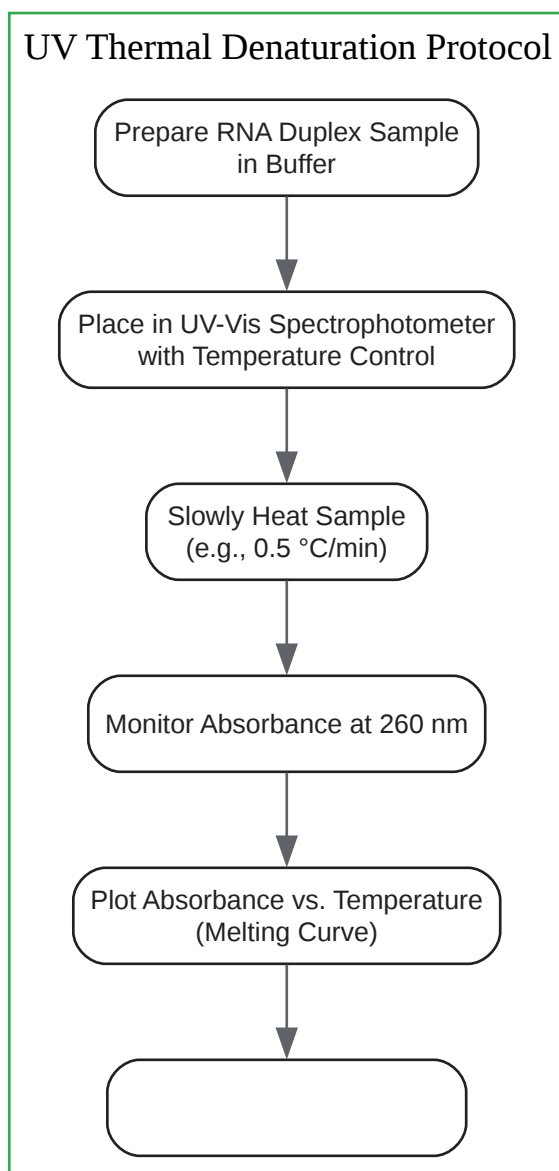 UV Thermal Denaturation Protocol
Prepare RNA Duplex Sample
in Buffer
Place in UV-Vis Spectrophotometer
with Temperature Control
Slowly Heat Sample
(e.g., 0.5 °C/min)
Monitor Absorbance at 260 nm
Plot Absorbance vs. Temperature
(Melting Curve)